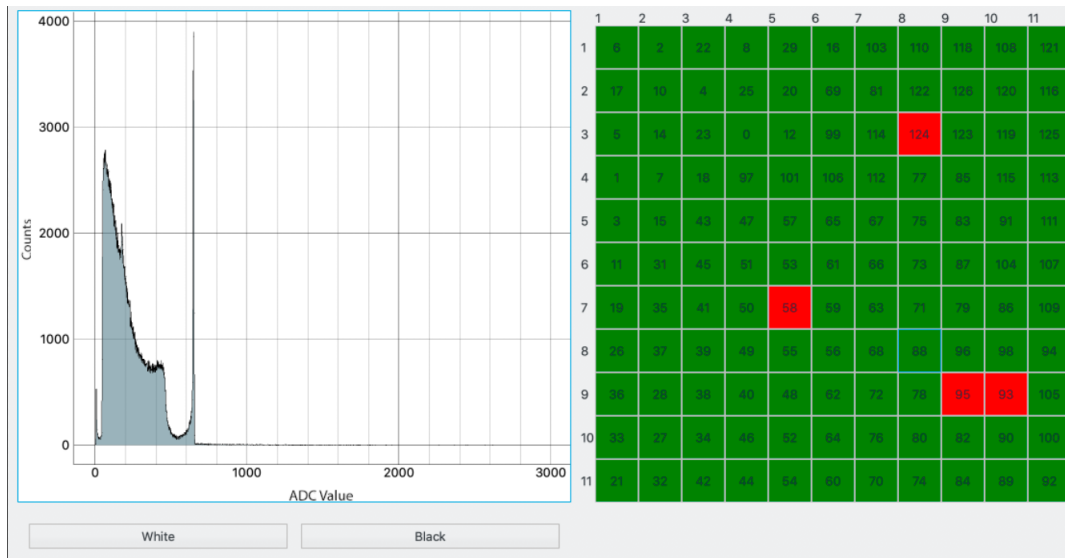 4000
3000
2000
1000
0
Counts
0 1000 2000 3000
ADC Value
White Black
1 2 3 4 5 6 7 8 9 10 11
1 6 2 22 8 29 16 103 110 118 108 121
2 17 10 4 25 20 69 81 122 126 120 116
3 5 14 23 0 12 99 114 124 123 119 125
4 1 7 18 97 101 106 112 77 85 115 113
5 3 15 43 47 57 65 67 75 83 91 111
6 11 31 45 51 53 61 66 73 87 104 107
7 19 35 41 50 58 59 63 71 79 86 109
8 26 37 39 49 55 56 68 88 96 98 94
9 36 28 38 40 48 62 72 78 95 93 105
10 33 27 34 46 52 64 76 80 82 90 100
11 21 32 42 44 54 60 70 74 84 89 92